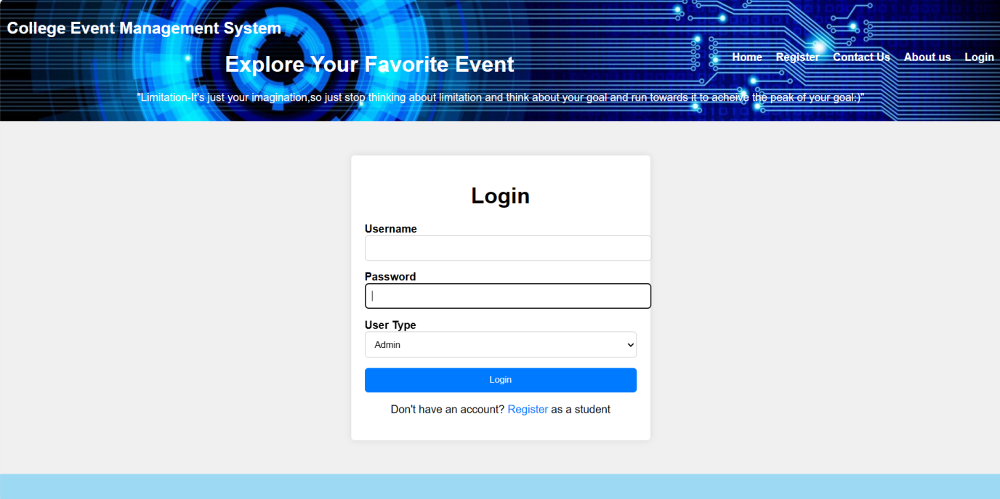 College Event Management System
Explore Your Favorite Event
Home Register Contact Us About us Login
"Limitation-It's just your imagination,so just stop thinking about limitation and think about your goal and run towards it to acheive the peak of your goal:)"
Login
Username
Password
User Type
Admin
Login
Don't have an account? Register as a student